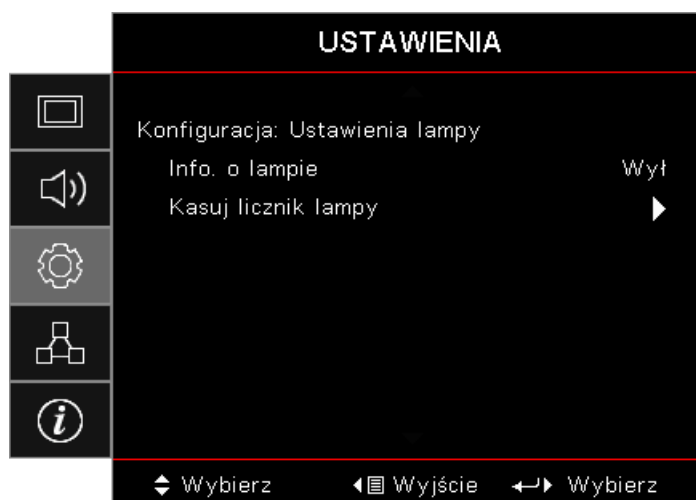 USTAWIENIA
Konfiguracja: Ustawienia lampy
Info. o lampie Wył
Kasuj licznik lampy
Wybierz Wyjście Wybierz